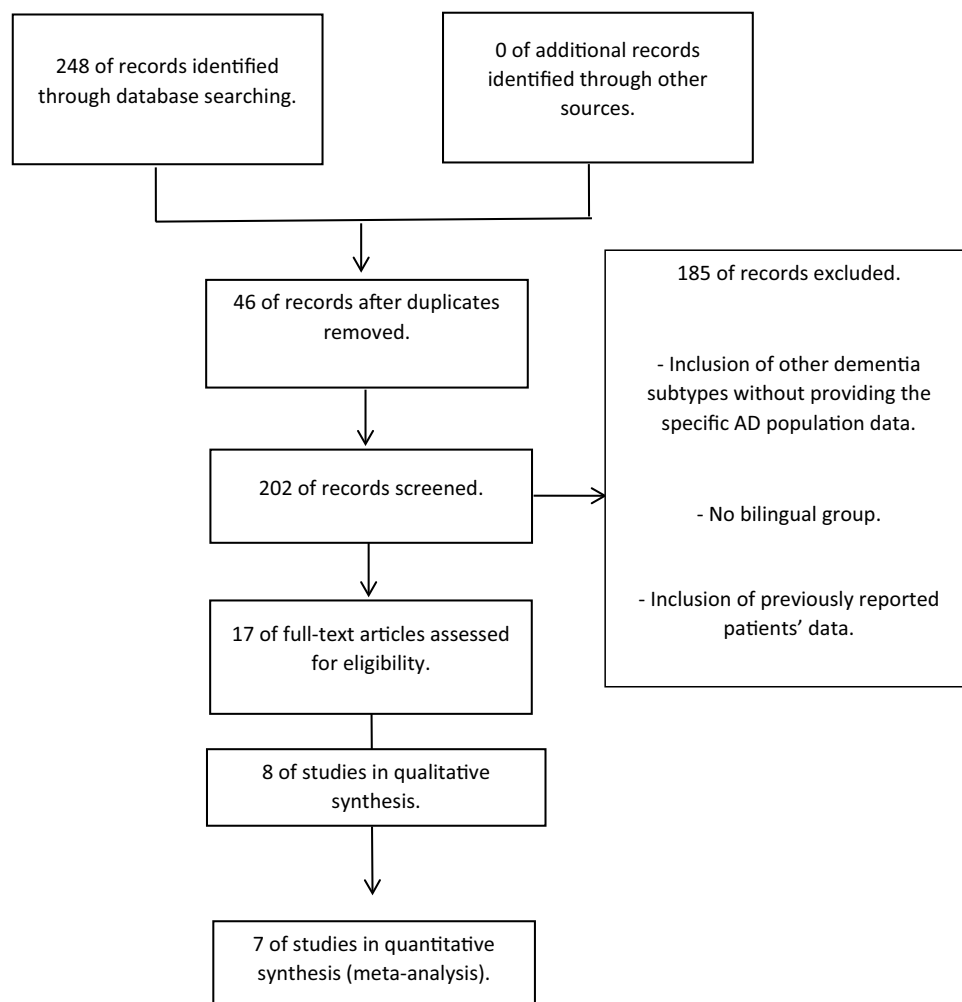 248 of records identified
through database searching.
0 of additional records
identified through other
sources.
46 of records after duplicates
removed.
185 of records excluded.
- Inclusion of other dementia
subtypes without providing the
specific AD population data.
- No bilingual group.
- Inclusion of previously reported
patients’ data.
202 of records screened.
17 of full-text articles assessed
for eligibility.
8 of studies in qualitative
synthesis.
7 of studies in quantitative
synthesis (meta-analysis).